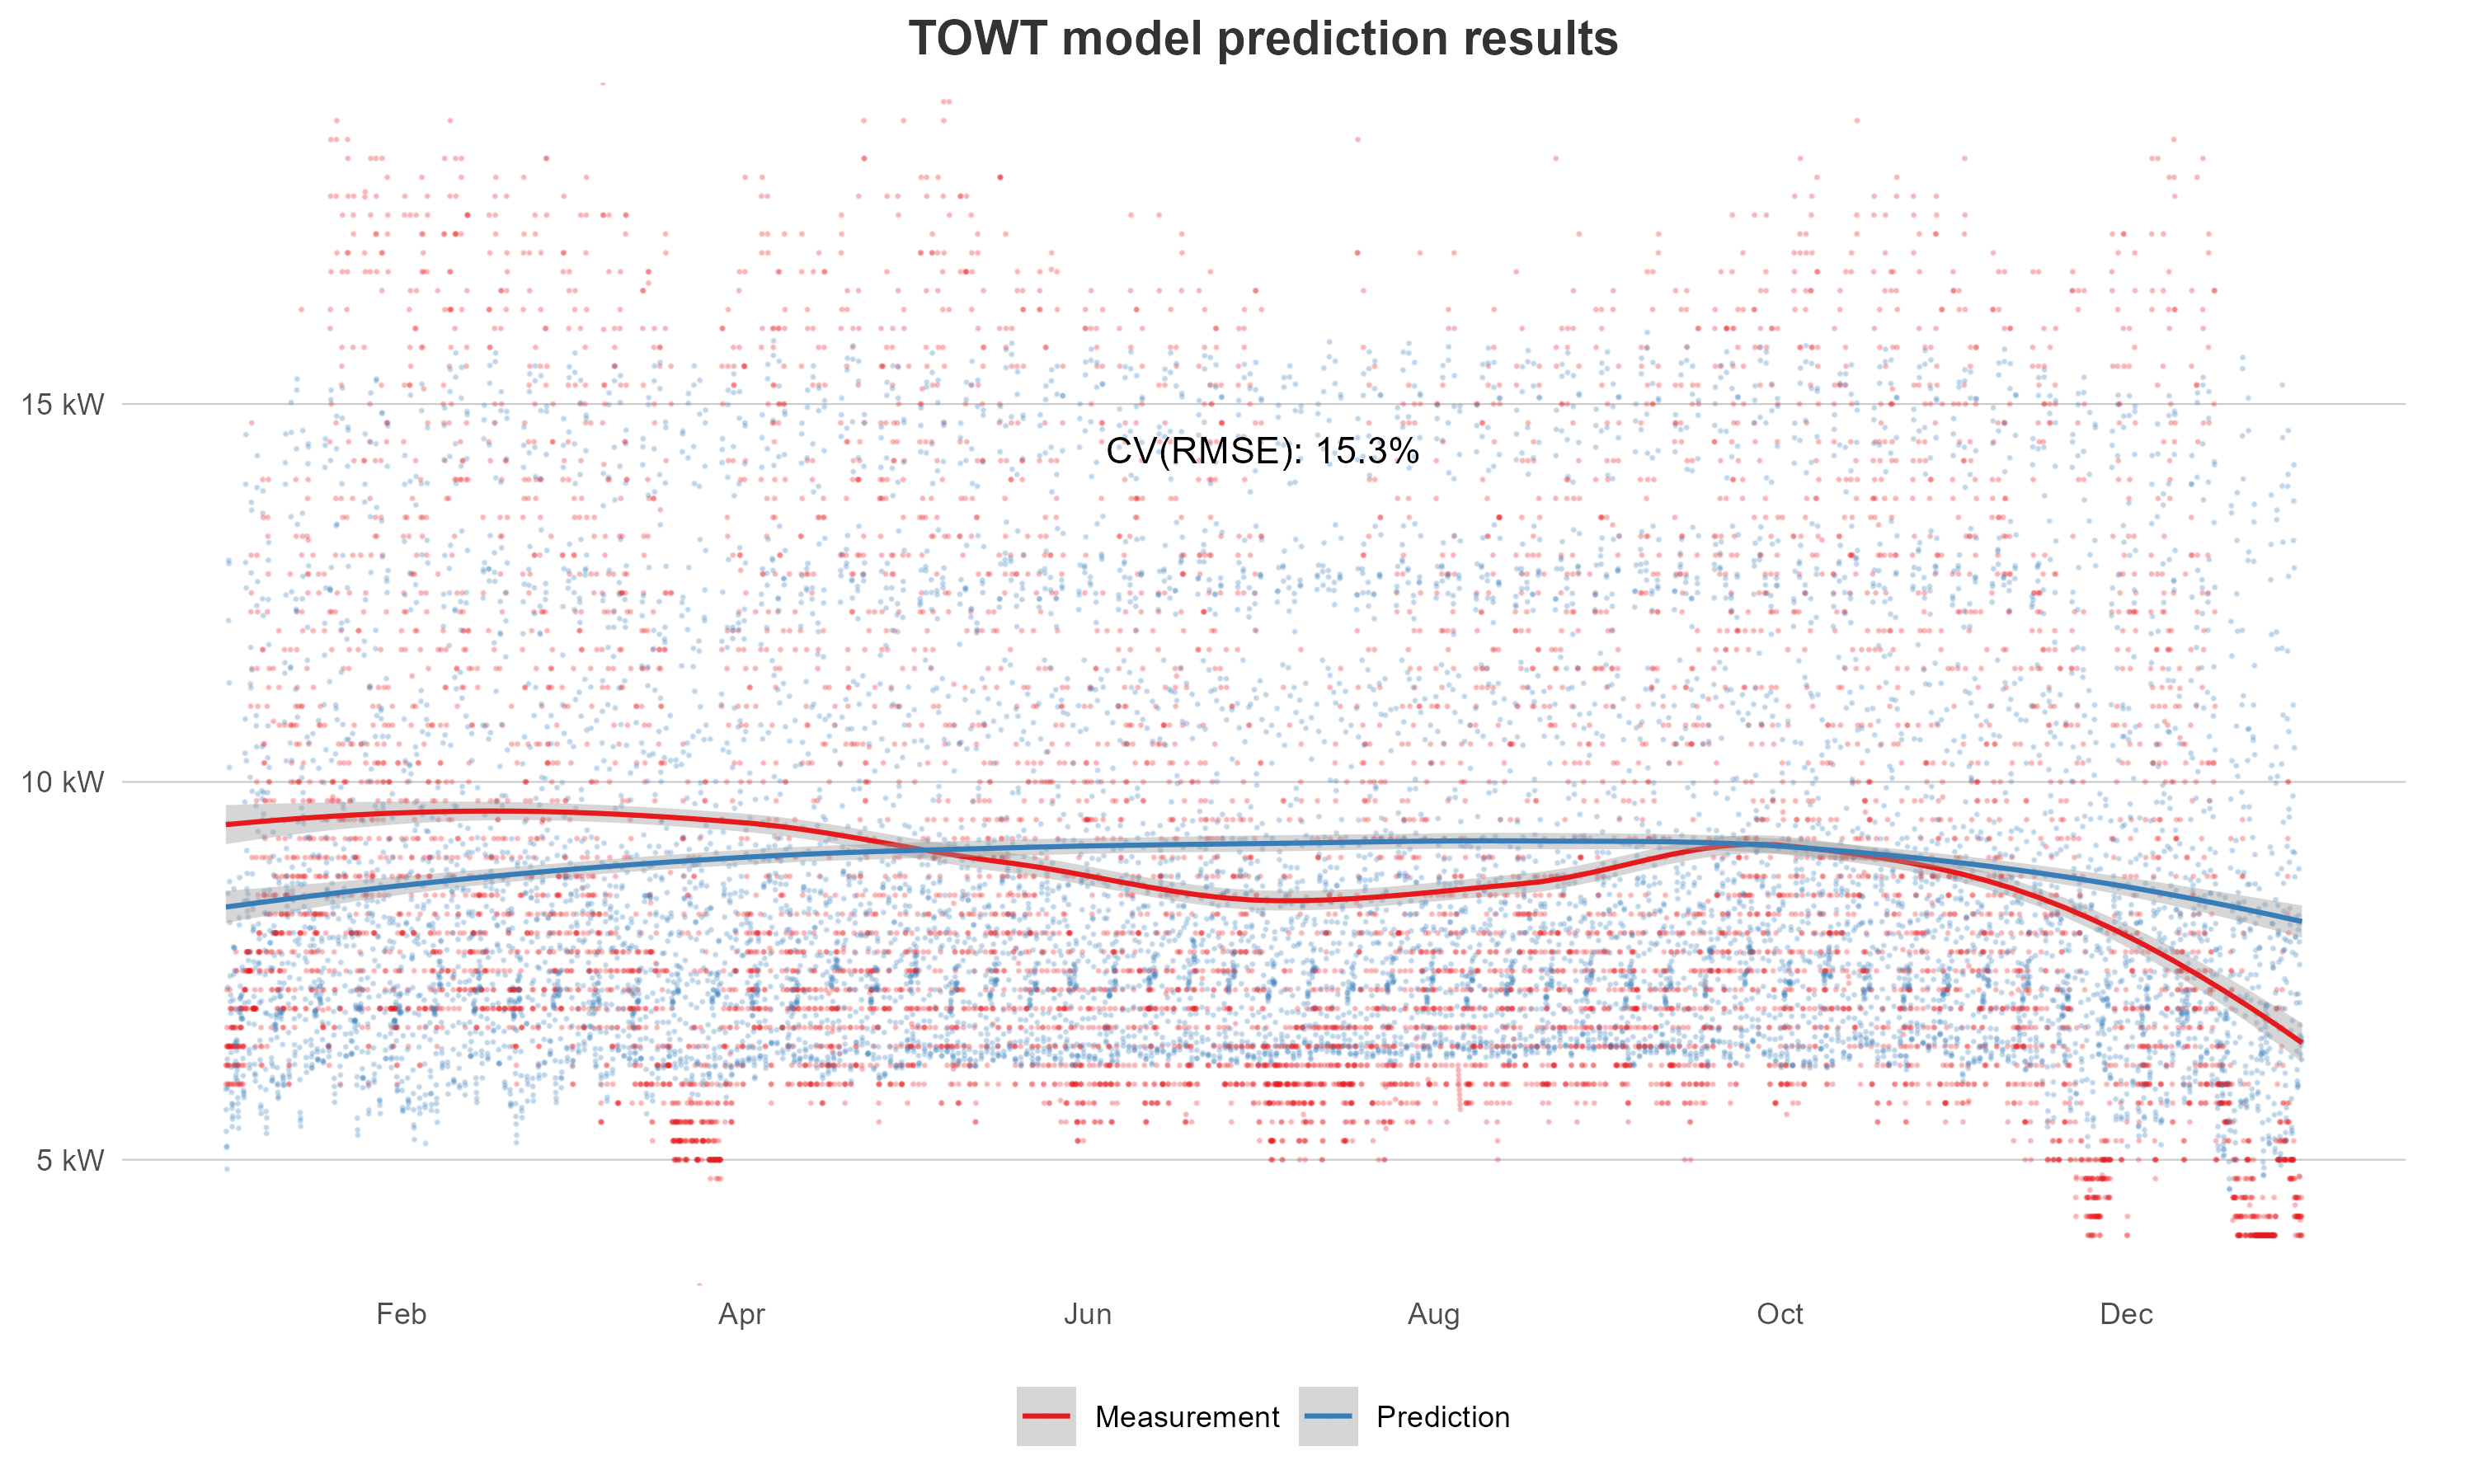 TOWT model prediction results
15 kW
CV(RMSE): 15.3%
10 kW
5 kW
Feb Apr Jun Aug Oct Dec
Measurement Prediction